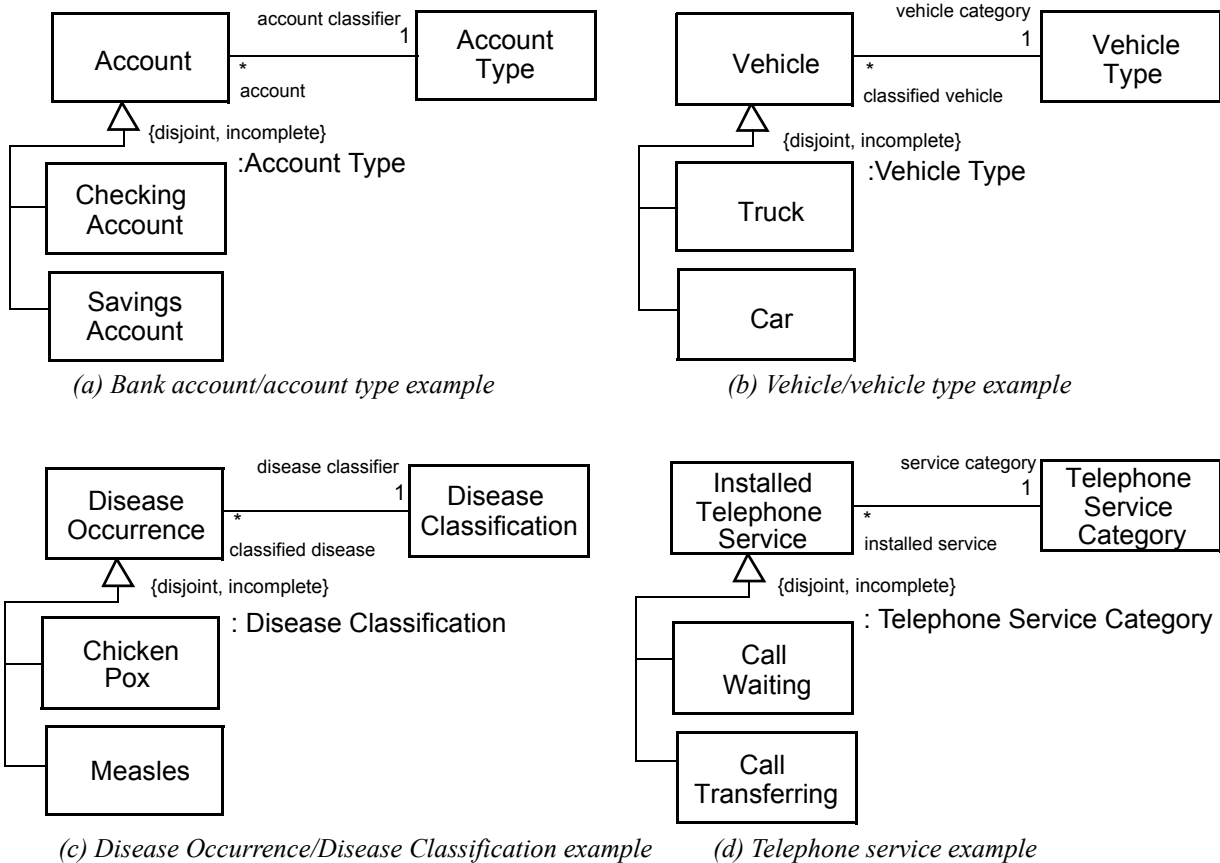 account classifier
1
Account
Account
Type
*
account
{disjoint, incomplete}
:Account Type
Checking
Account
Savings
Account
(a) Bank account/account type example
vehicle category
1
Vehicle
Vehicle
Type
*
classified vehicle
{disjoint, incomplete}
:Vehicle Type
Truck
Car
(b) Vehicle/vehicle type example
disease classifier
1
Disease
Occurrence
Disease
Classification
*
classified disease
{disjoint, incomplete}
: Disease Classification
Chicken
Pox
Measles
(c) Disease Occurrence/Disease Classification example
service category
1
Installed
Telephone
Service
Telephone
Service
Category
*
installed service
{disjoint, incomplete}
: Telephone Service Category
Call
Waiting
Call
Transferring
(d) Telephone service example